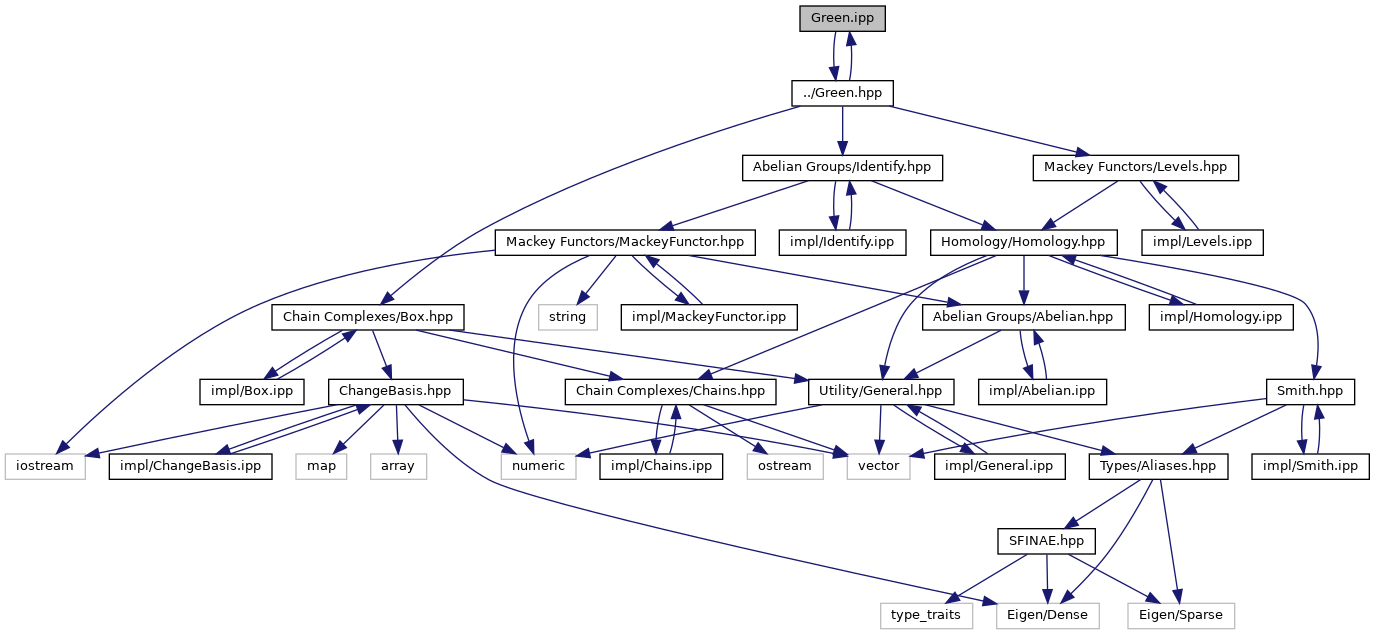 Green.ipp
../Green.hpp
Abelian Groups/Identify.hpp
Mackey Functors/Levels.hpp
Mackey Functors/MackeyFunctor.hpp
impl/Identify.ipp
Homology/Homology.hpp
impl/Levels.ipp
Chain Complexes/Box.hpp
string
impl/MackeyFunctor.ipp
Abelian Groups/Abelian.hpp
impl/Homology.ipp
impl/Box.ipp
ChangeBasis.hpp
Chain Complexes/Chains.hpp
Utility/General.hpp
impl/Abelian.ipp
Smith.hpp
iostream
impl/ChangeBasis.ipp
map
array
numeric
impl/Chains.ipp
ostream
vector
impl/General.ipp
Types/Aliases.hpp
impl/Smith.ipp
SFINAE.hpp
type_traits
Eigen/Dense
Eigen/Sparse